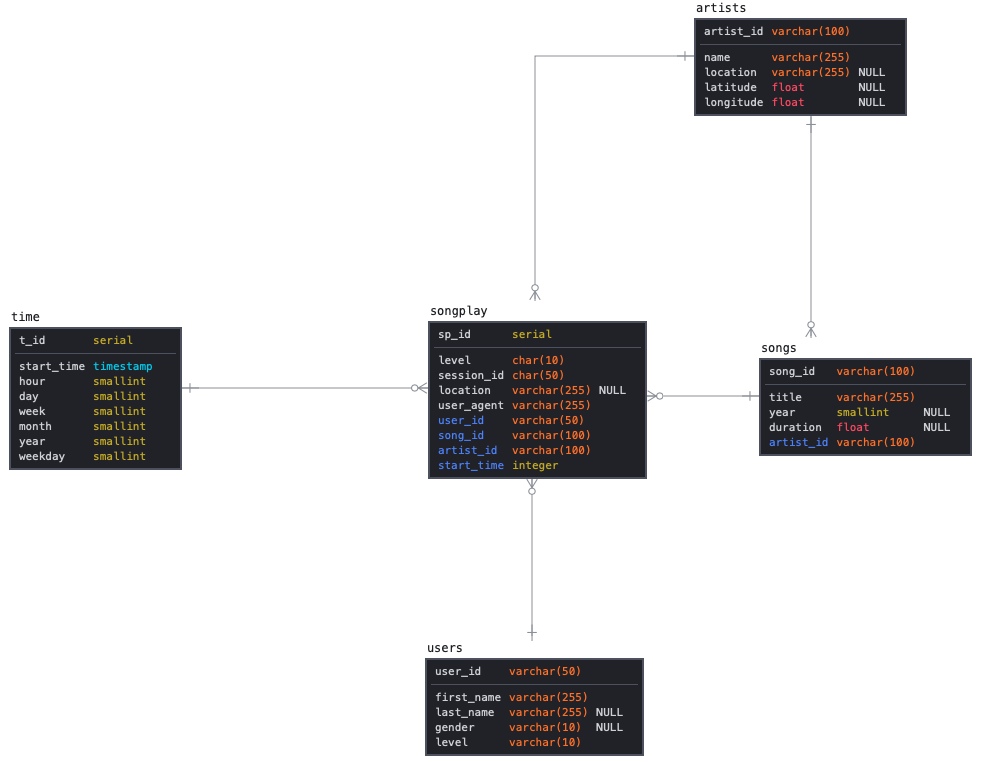 artists
artist_id varchar(100)
name varchar(255)
location varchar(255) NULL
latitude float NULL
longitude float NULL
time
t_id serial
start_time timestamp
hour smallint
day smallint
week smallint
month smallint
year smallint
weekday smallint
songplay
sp_id serial
level char(10)
session_id char(50)
location varchar(255) NULL
user_agent varchar(255)
user_id varchar(50)
song_id varchar(100)
artist_id varchar(100)
start_time integer
songs
song_id varchar(100)
title varchar(255)
year smallint NULL
duration float NULL
artist_id varchar(100)
users
user_id varchar(50)
first_name varchar(255)
last_name varchar(255) NULL
gender varchar(10) NULL
level varchar(10)